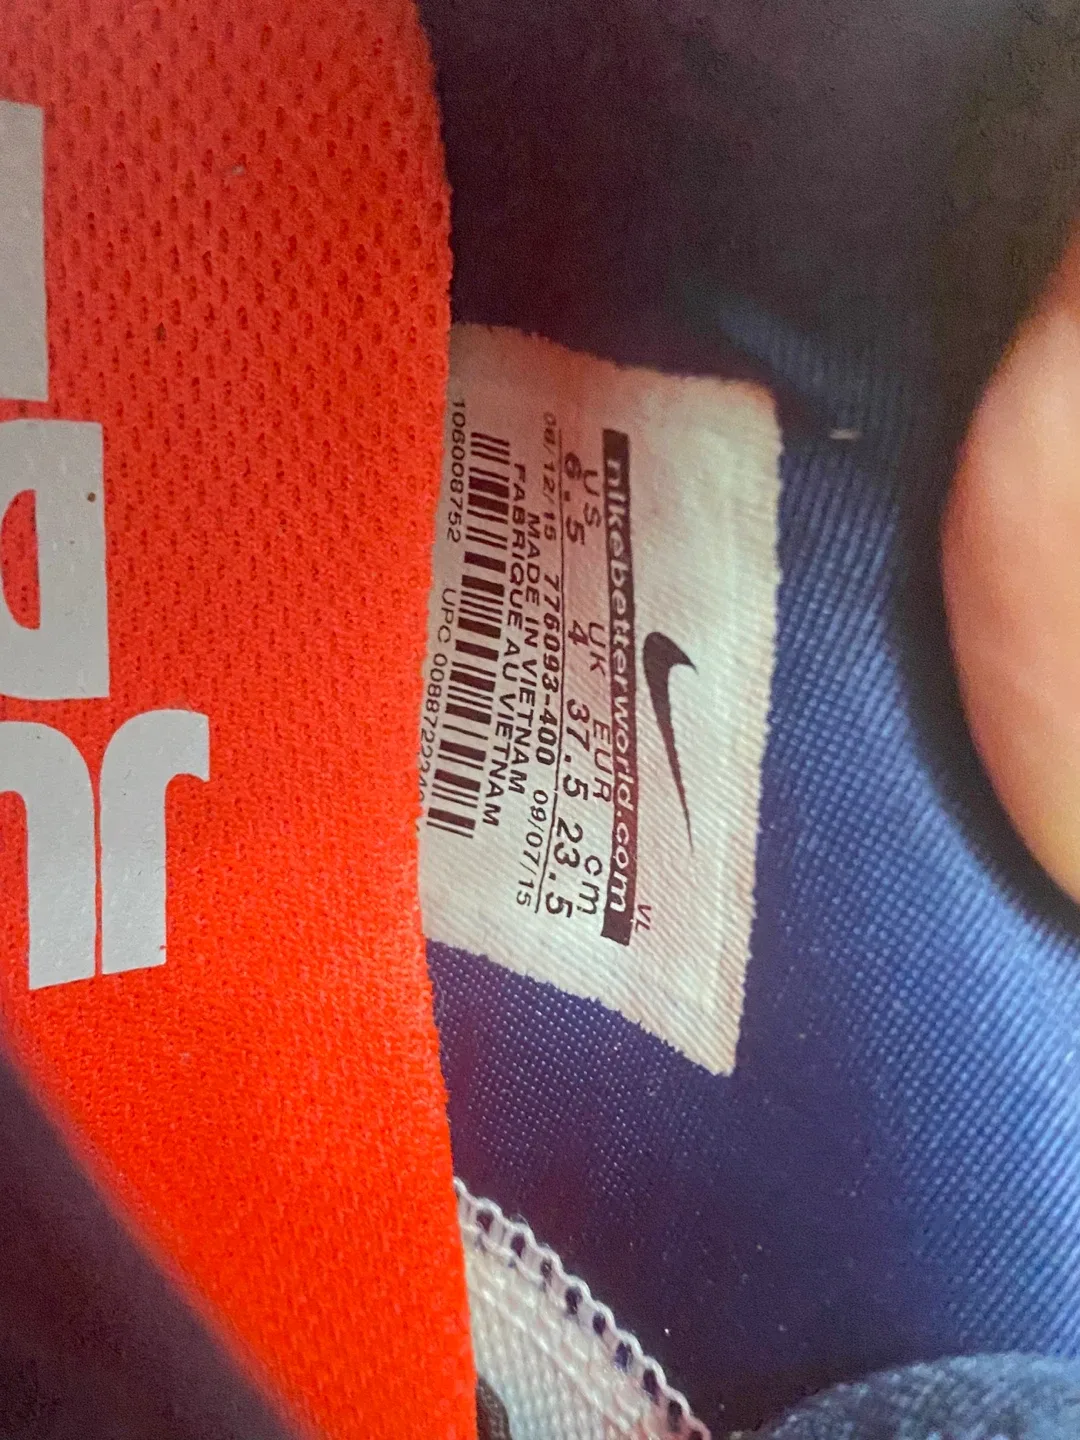 VL
nikebetterworld.com
US UK EUR cm
6.5 4 37.5 23.5
08/12/15 776093-400 09/07/15
MADE IN VIETNAM
FABRIQUE AU VIETNAM
106008752 UPC